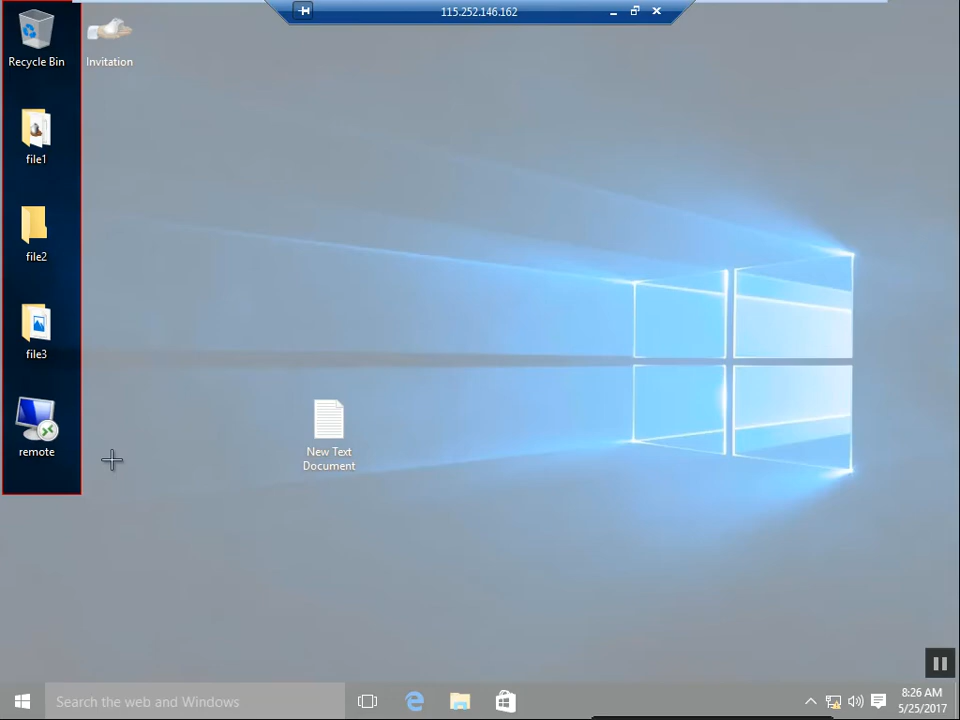 115.252.146.162
Recycle Bin
Invitation
file1
file2
file3
remote
New Text
Document
Search the web and Windows
8:26 AM
5/25/2017